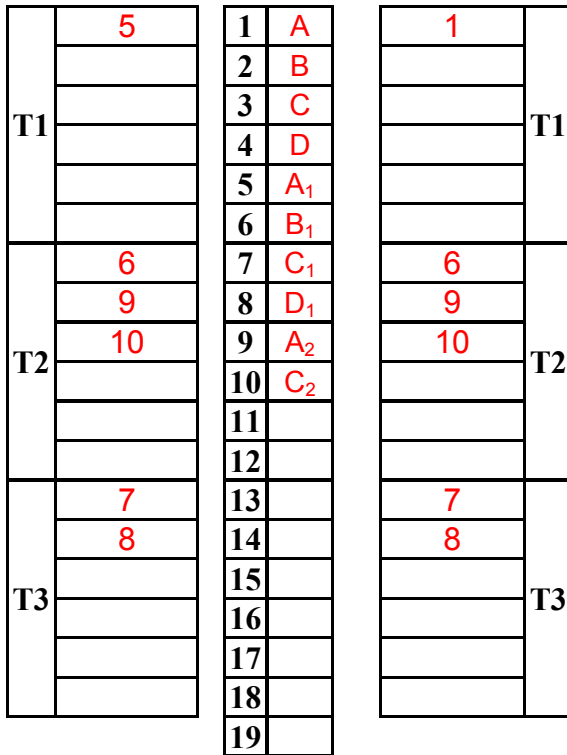 5 1 A 1
2 B
3 C
T1 4 D T1
5 A₁
6 B₁
6 7 C₁ 6
9 8 D₁ 9
10 9 A₂ 10
T2 10 C₂ T2
11
12
7 13 7
8 14 8
15
T3 16 T3
17
18
19